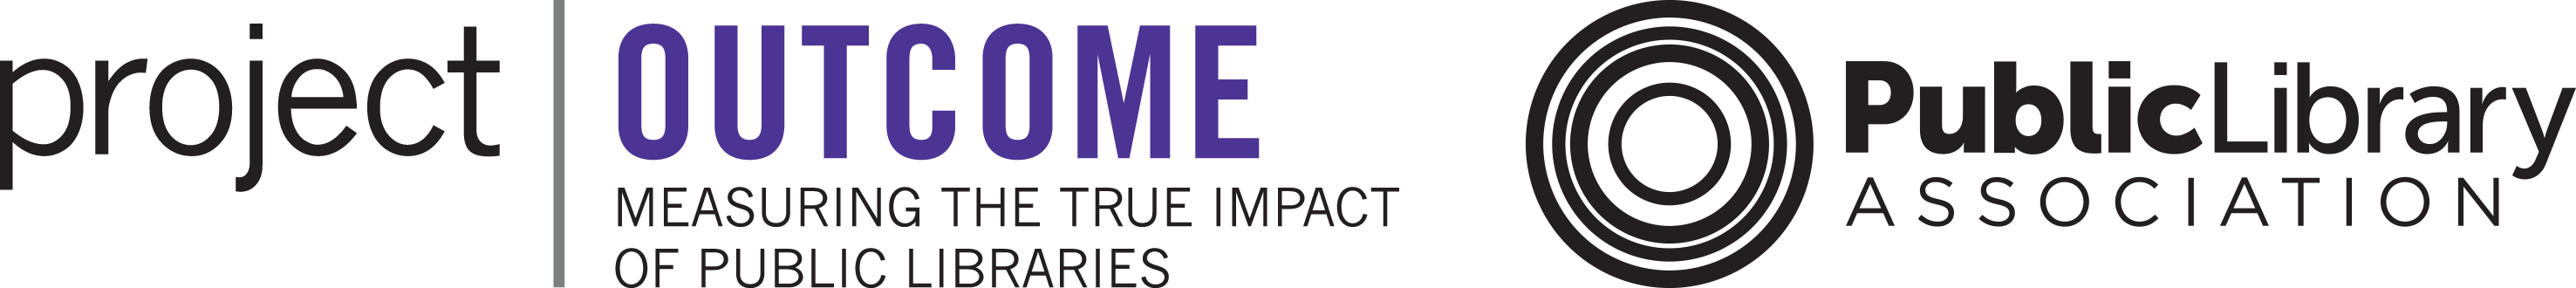 project
OUTCOME
MEASURING THE TRUE IMPACT
OF PUBLIC LIBRARIES
PublicLibrary
ASSOCIATION